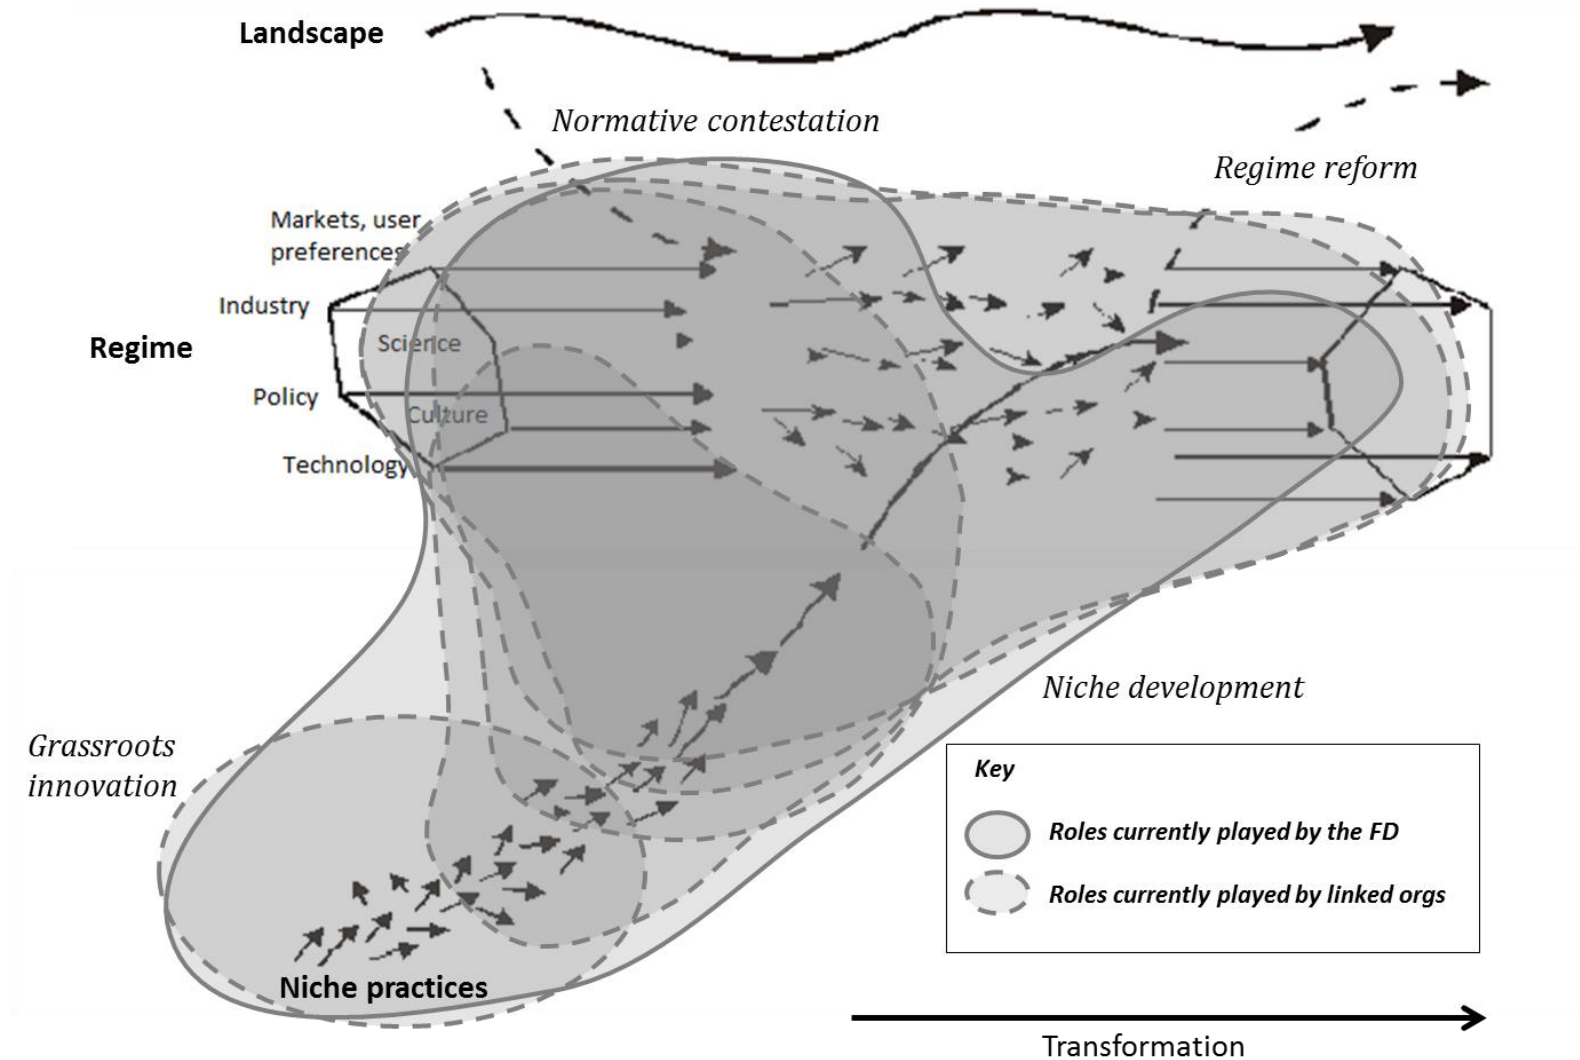 Landscape
Normative contestation
Regime reform
Markets, user
preferences
Industry
Science
Regime
Policy
Culture
Technology
Niche development
Grassroots
innovation
Key
Roles currently played by the FD
Roles currently played by linked orgs
Niche practices
Transformation